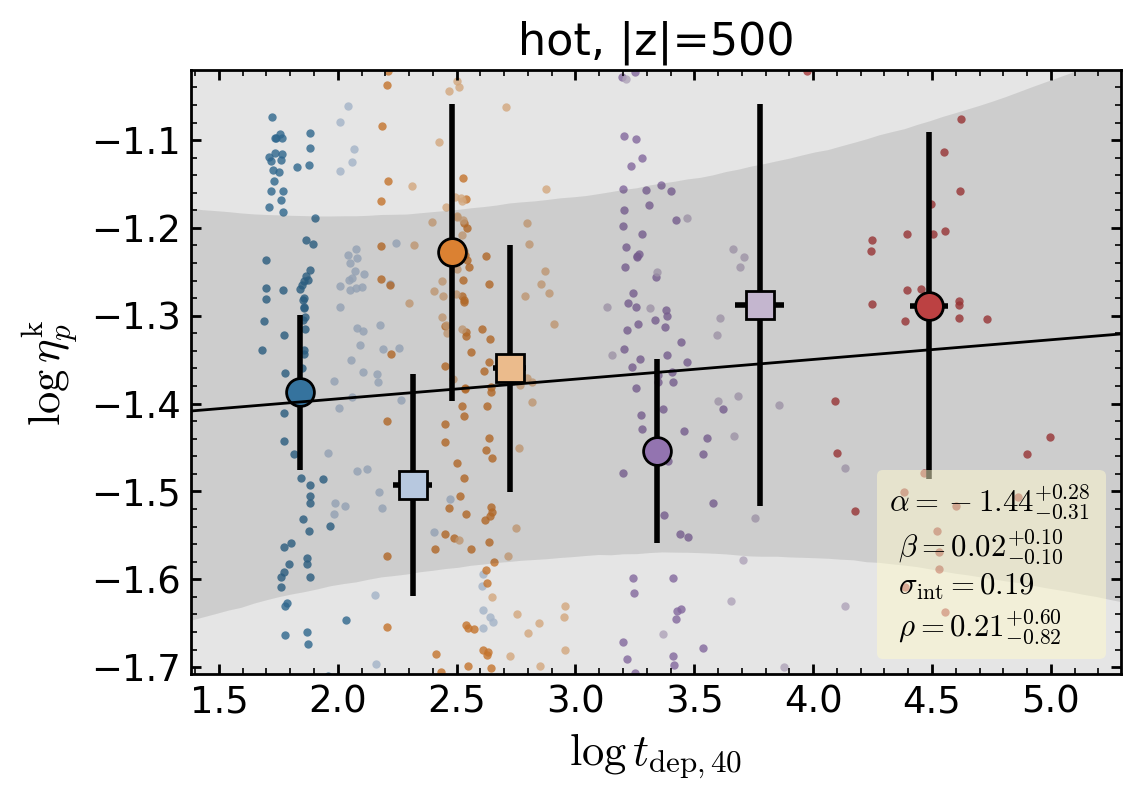 hot, |z|=500
log η_p^k
−1.1
−1.2
−1.3
−1.4
−1.5
−1.6
−1.7
α = − 1.44^{+0.28}_{−0.31}
β = 0.02^{+0.10}_{−0.10}
σ_int = 0.19
ρ = 0.21^{+0.60}_{−0.82}
1.5 2.0 2.5 3.0 3.5 4.0 4.5 5.0
log t_{dep, 40}